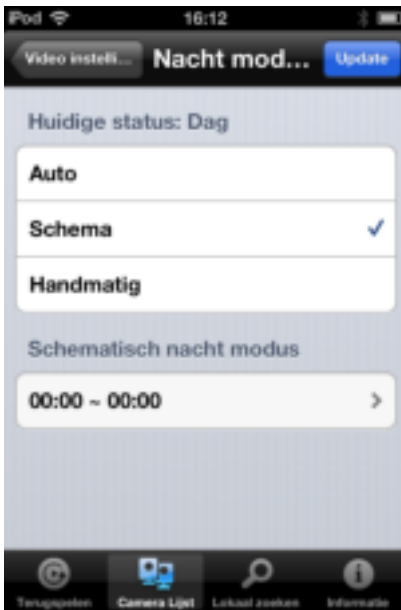 iPod 16:12
Video instelli... Nacht mod... Update
Huidige status: Dag
Auto
Schema
Handmatig
Schematisch nacht modus
00:00 ~ 00:00
Terugspelen Camera Lijst Lokaal zoeken Informatie